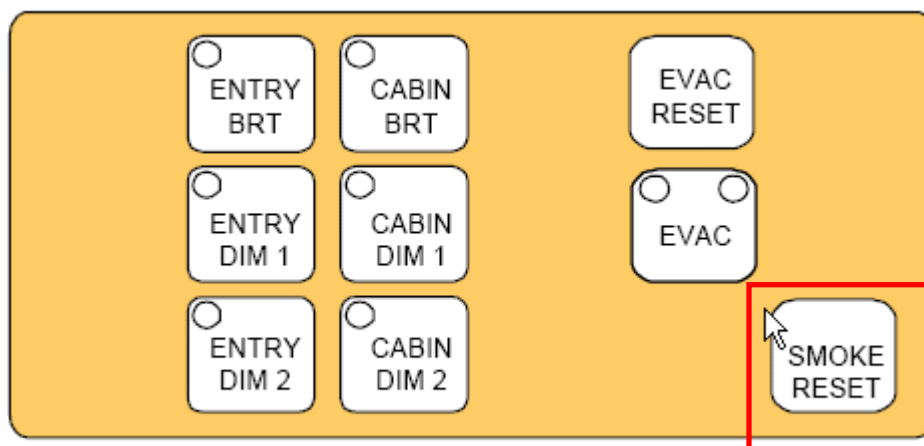 ENTRY
BRT
CABIN
BRT
EVAC
RESET
ENTRY
DIM 1
CABIN
DIM 1
EVAC
ENTRY
DIM 2
CABIN
DIM 2
SMOKE
RESET